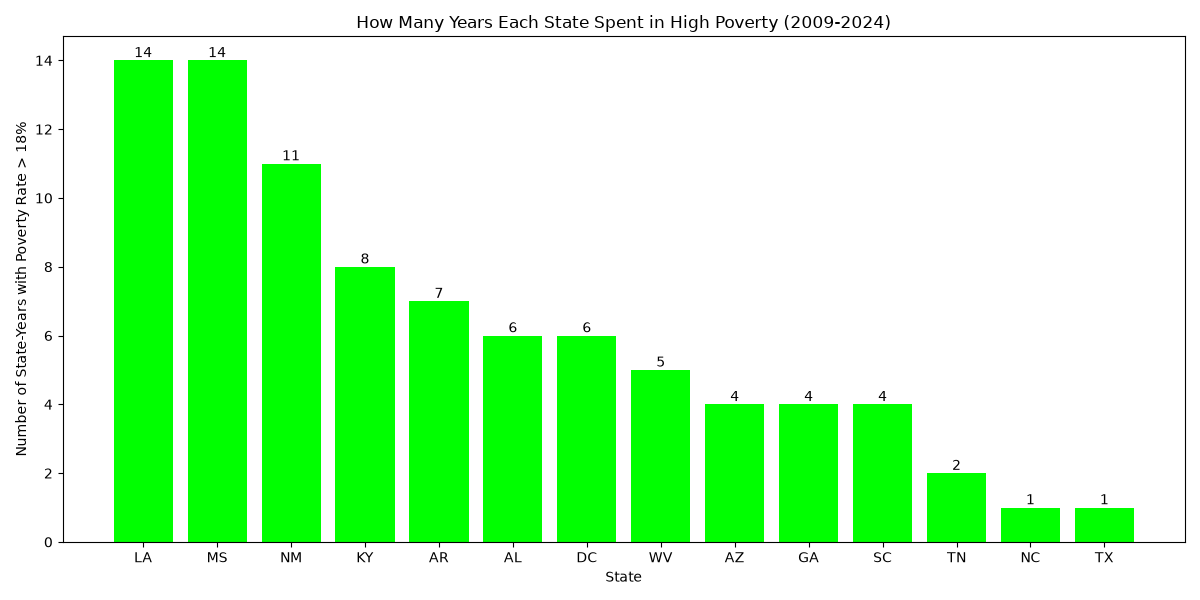 How Many Years Each State Spent in High Poverty (2009-2024)
Number of State-Years with Poverty Rate > 18%
14
12
10
8
6
4
2
0
14
14
11
8
7
6
6
5
4
4
4
2
1
1
LA
MS
NM
KY
AR
AL
DC
WV
AZ
GA
SC
TN
NC
TX
State